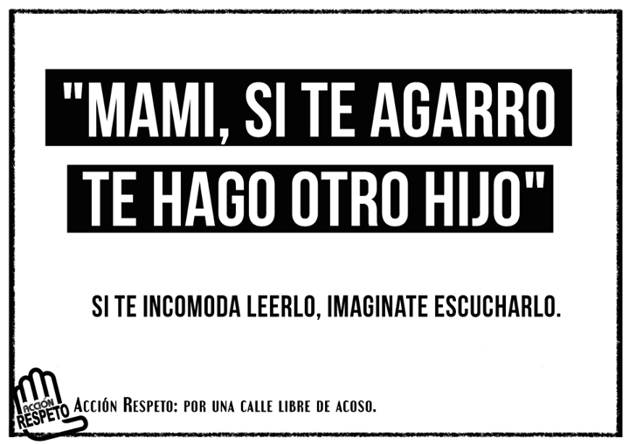 "MAMI, SI TE AGARRO
TE HAGO OTRO HIJO"
SI TE INCOMODA LEERLO, IMAGINATE ESCUCHARLO.
ACCIÓN
RESPETO
ACCIÓN RESPETO: POR UNA CALLE LIBRE DE ACOSO.